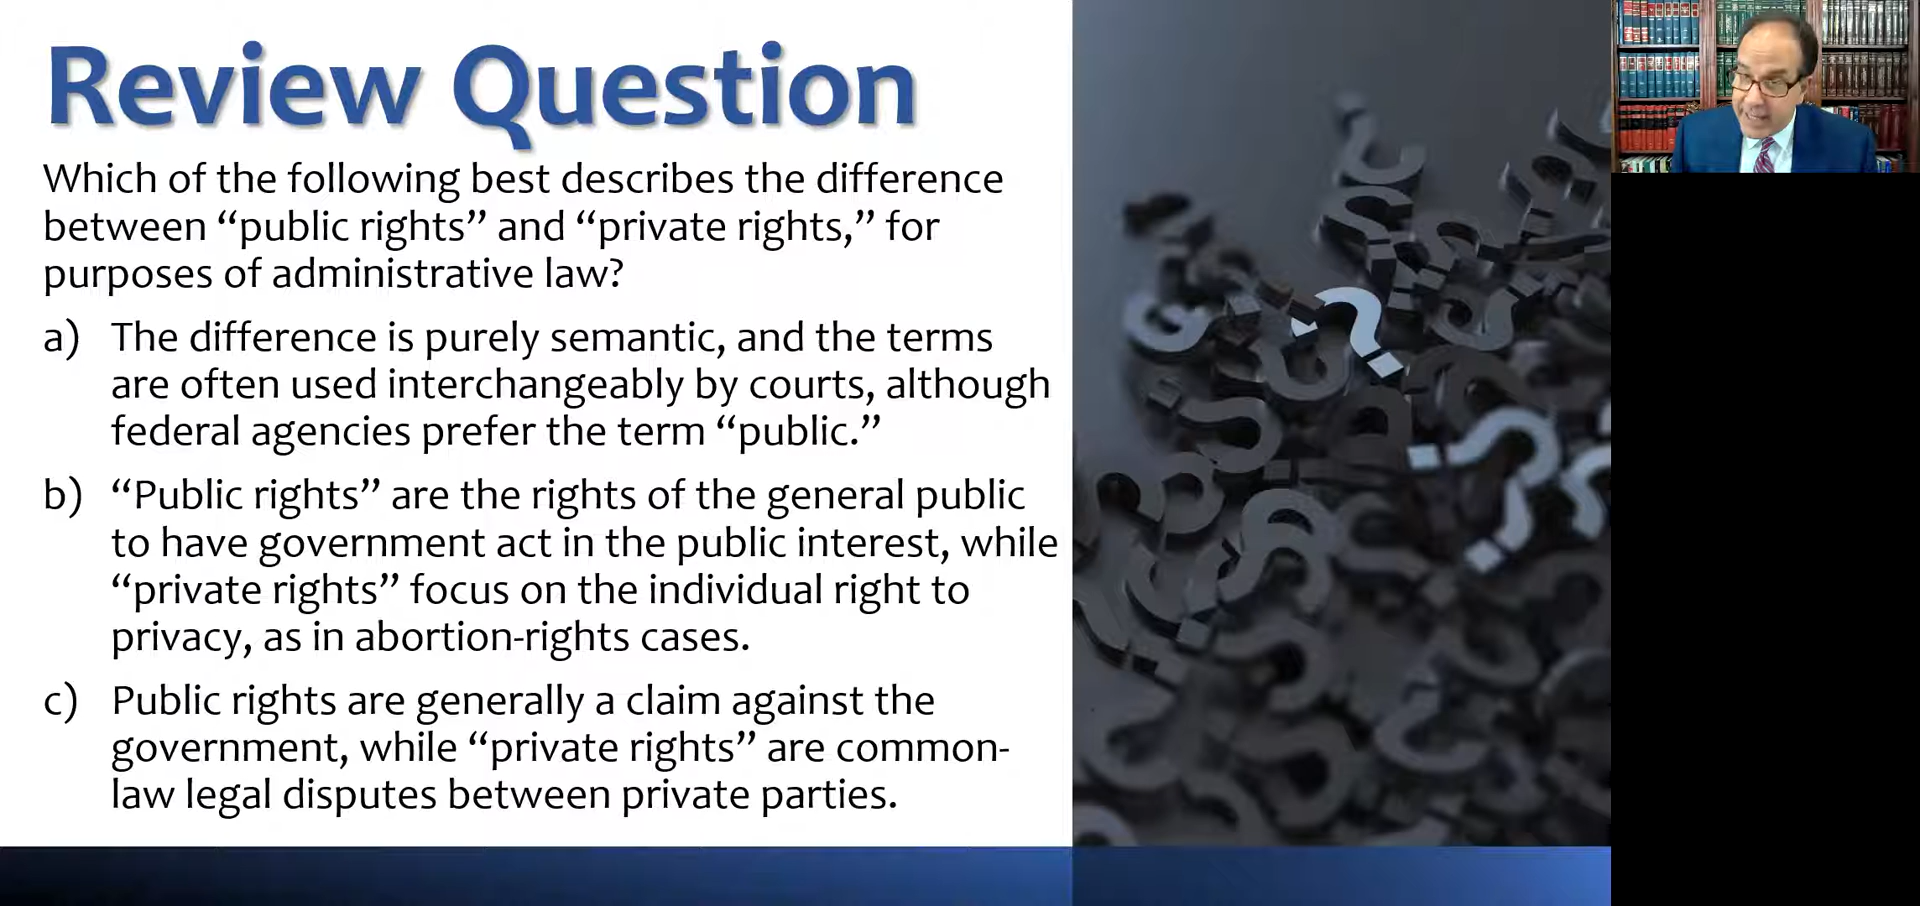 Review Question
Which of the following best describes the difference
between “public rights” and “private rights,” for
purposes of administrative law?
a) The difference is purely semantic, and the terms
are often used interchangeably by courts, although
federal agencies prefer the term “public.”
b) “Public rights” are the rights of the general public
to have government act in the public interest, while
“private rights” focus on the individual right to
privacy, as in abortion-rights cases.
c) Public rights are generally a claim against the
government, while “private rights” are common-
law legal disputes between private parties.